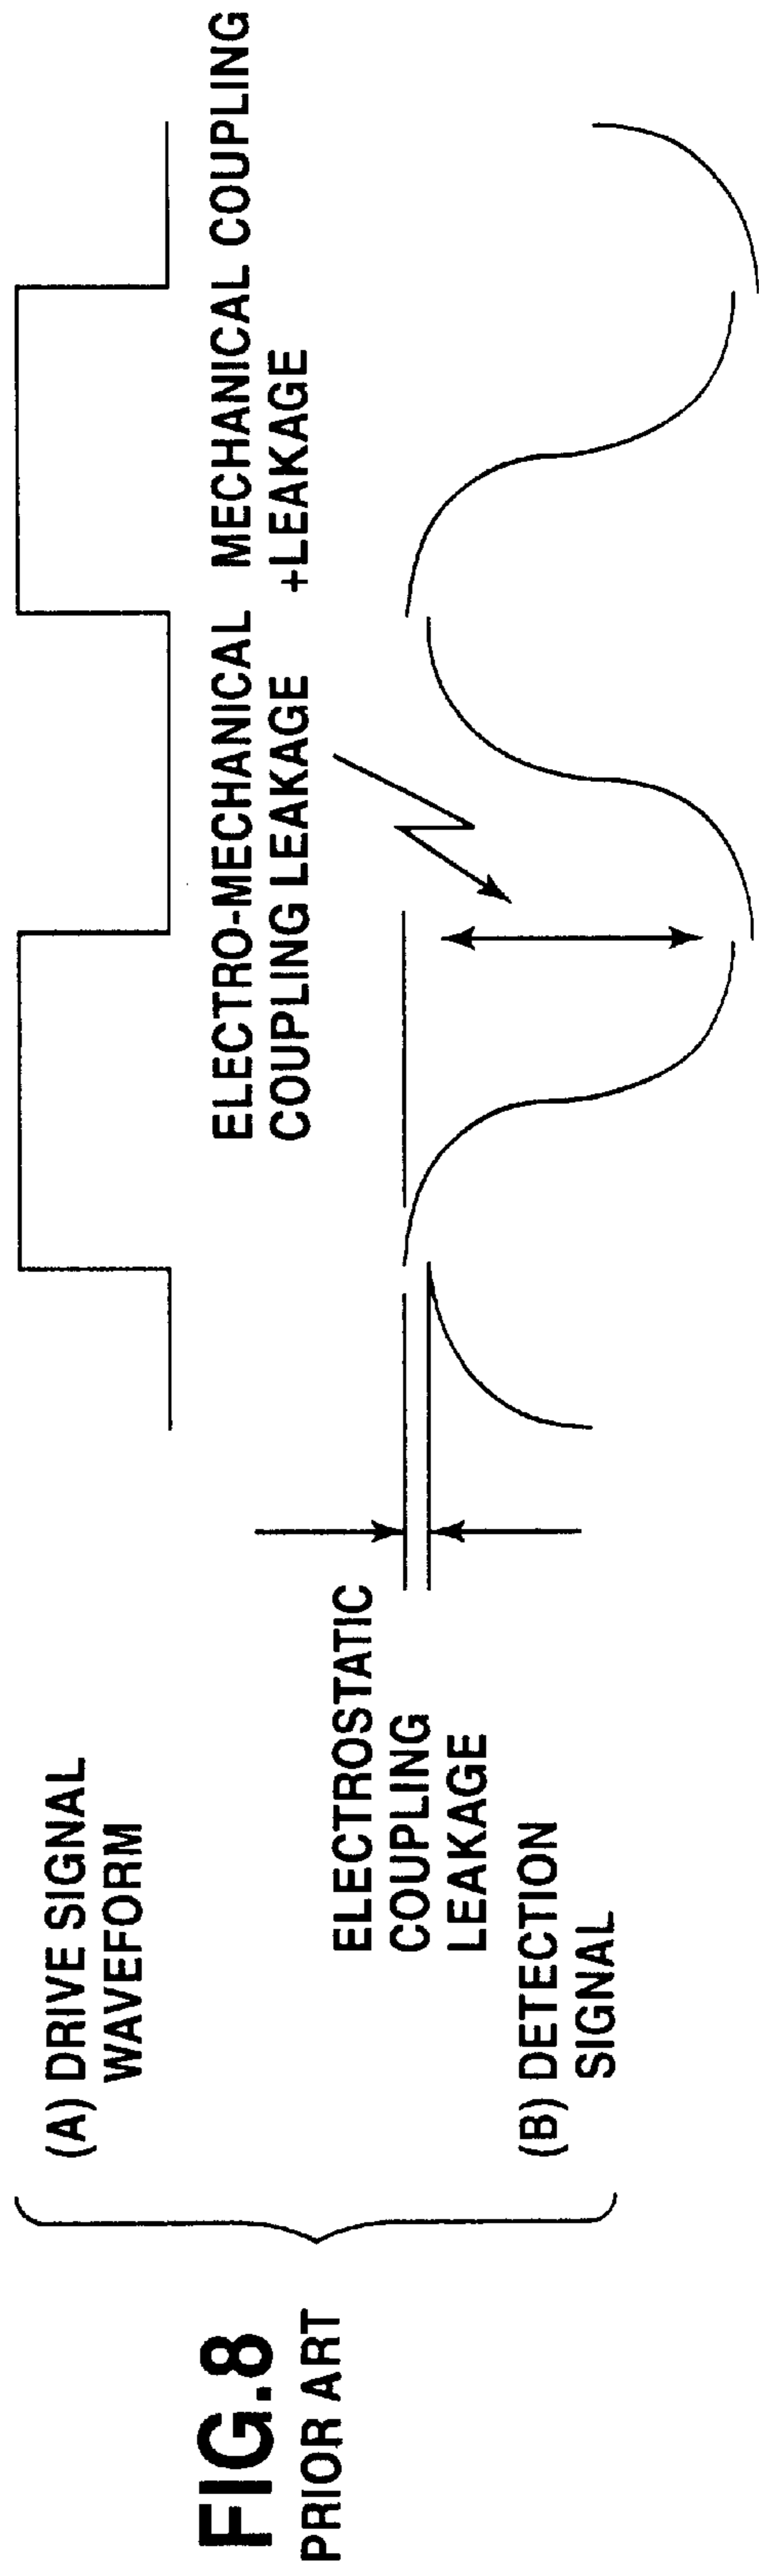 FIG.8
PRIOR ART
(A) DRIVE SIGNAL
WAVEFORM
ELECTRO-MECHANICAL MECHANICAL COUPLING
COUPLING LEAKAGE +LEAKAGE
ELECTROSTATIC
COUPLING
LEAKAGE
(B) DETECTION
SIGNAL